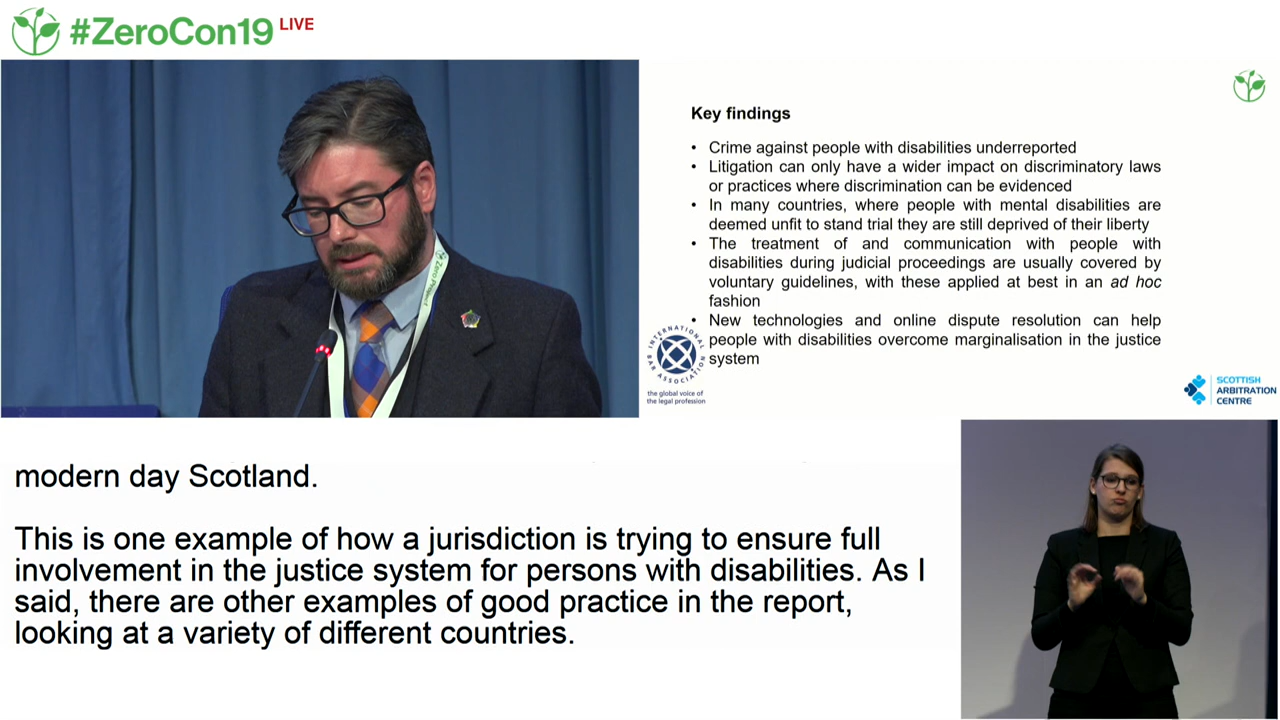 #ZeroCon19 LIVE
Zero Project
Key findings
• Crime against people with disabilities underreported
• Litigation can only have a wider impact on discriminatory laws
or practices where discrimination can be evidenced
• In many countries, where people with mental disabilities are
deemed unfit to stand trial they are still deprived of their liberty
• The treatment of and communication with people with
disabilities during judicial proceedings are usually covered by
voluntary guidelines, with these applied at best in an ad hoc
fashion
• New technologies and online dispute resolution can help
people with disabilities overcome marginalisation in the justice
system
INTERNATIONAL BAR ASSOCIATION
the global voice of
the legal profession
SCOTTISH
ARBITRATION
CENTRE
modern day Scotland.
This is one example of how a jurisdiction is trying to ensure full
involvement in the justice system for persons with disabilities. As I
said, there are other examples of good practice in the report,
looking at a variety of different countries.